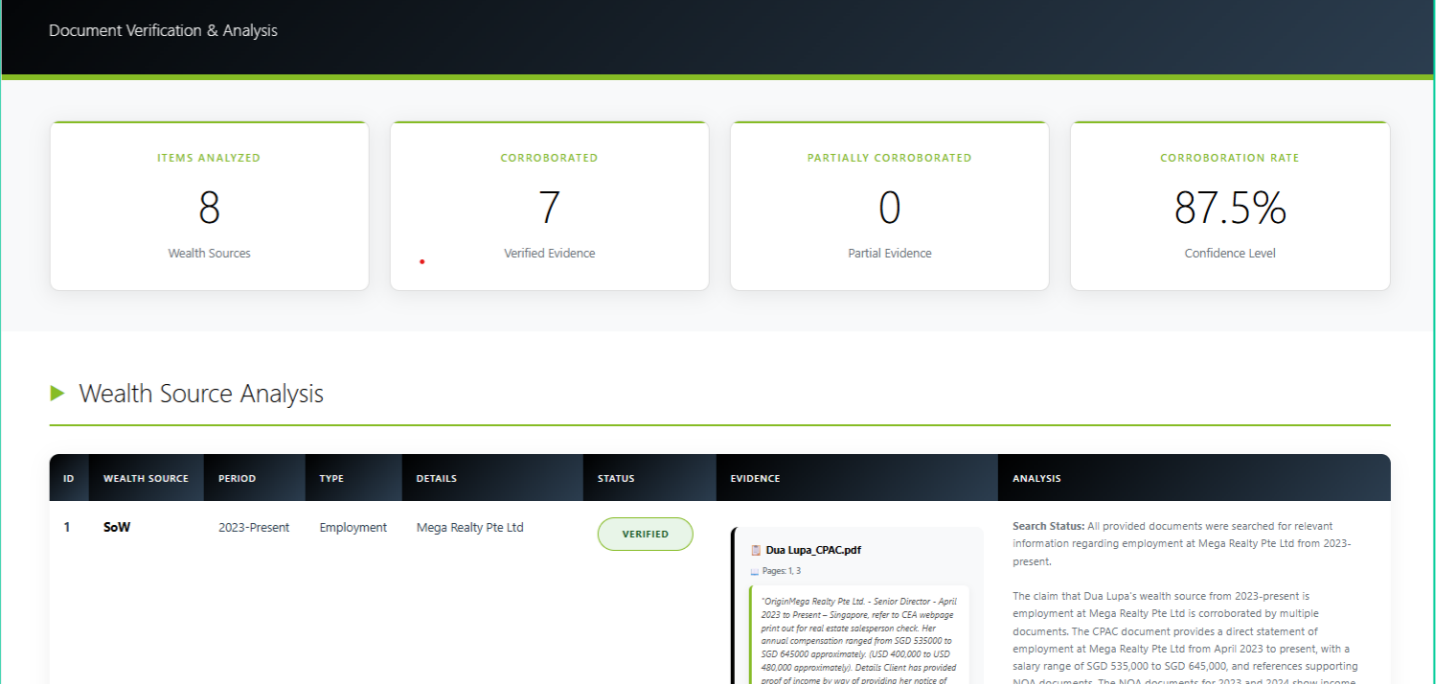 Document Verification & Analysis
ITEMS ANALYZED
8
Wealth Sources
CORROBORATED
7
Verified Evidence
PARTIALLY CORROBORATED
0
Partial Evidence
CORROBORATION RATE
87.5%
Confidence Level
Wealth Source Analysis
ID WEALTH SOURCE PERIOD TYPE DETAILS STATUS EVIDENCE ANALYSIS
1 SoW 2023-Present Employment Mega Realty Pte Ltd VERIFIED
Dua Lupa_CPAC.pdf
Pages: 1, 3
"OriginMega Realty Pte Ltd. - Senior Director - April
2023 to Present – Singapore, refer to CEA webpage
print out for real estate salesperson check. Her
annual compensation ranged from SGD 535000 to
SGD 645000 approximately. (USD 400,000 to USD
480,000 approximately). Details Client has provided
proof of income by way of providing her notice of
Search Status: All provided documents were searched for relevant
information regarding employment at Mega Realty Pte Ltd from 2023-
present.
The claim that Dua Lupa's wealth source from 2023-present is
employment at Mega Realty Pte Ltd is corroborated by multiple
documents. The CPAC document provides a direct statement of
employment at Mega Realty Pte Ltd from April 2023 to present, with a
salary range of SGD 535,000 to SGD 645,000, and references supporting
NOA documents. The NOA documents for 2023 and 2024 show income